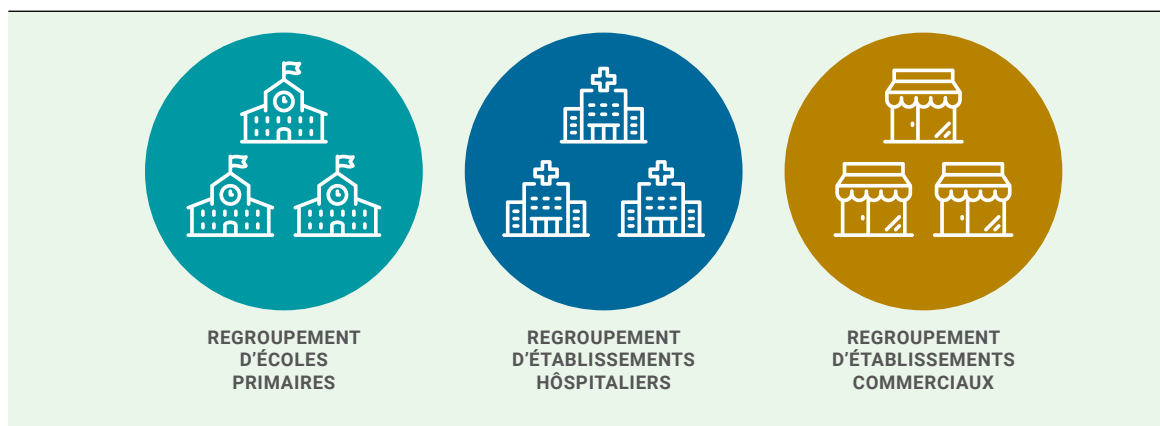 REGROUPEMENT
D’ÉCOLES
PRIMAIRES
REGROUPEMENT
D’ÉTABLISSEMENTS
HÔSPITALIERS
REGROUPEMENT
D’ÉTABLISSEMENTS
COMMERCIAUX